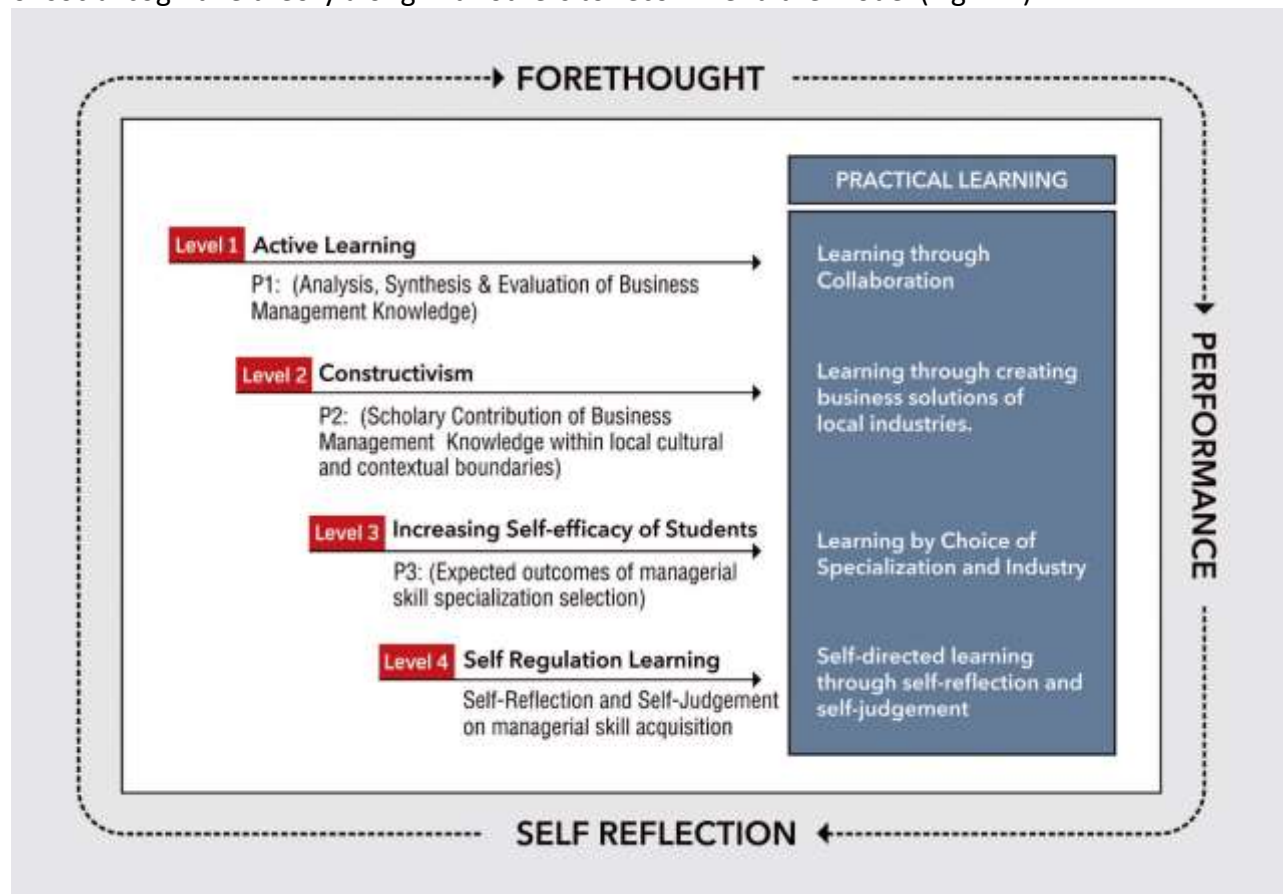 FORETHOUGHT
PRACTICAL LEARNING
Level 1 Active Learning
P1: (Analysis, Synthesis & Evaluation of Business
Management Knowledge)
Learning through
Collaboration
Level 2 Constructivism
P2: (Scholary Contribution of Business
Management Knowledge within local cultural
and contextual boundaries)
Learning through creating
business solutions of
local industries.
Level 3 Increasing Self-efficacy of Students
P3: (Expected outcomes of managerial
skill specialization selection)
Learning by Choice of
Specialization and Industry
Level 4 Self Regulation Learning
Self-Reflection and Self-Judgement
on managerial skill acquisition
Self-directed learning
through self-reflection and
self-judgement
PERFORMANCE
SELF REFLECTION